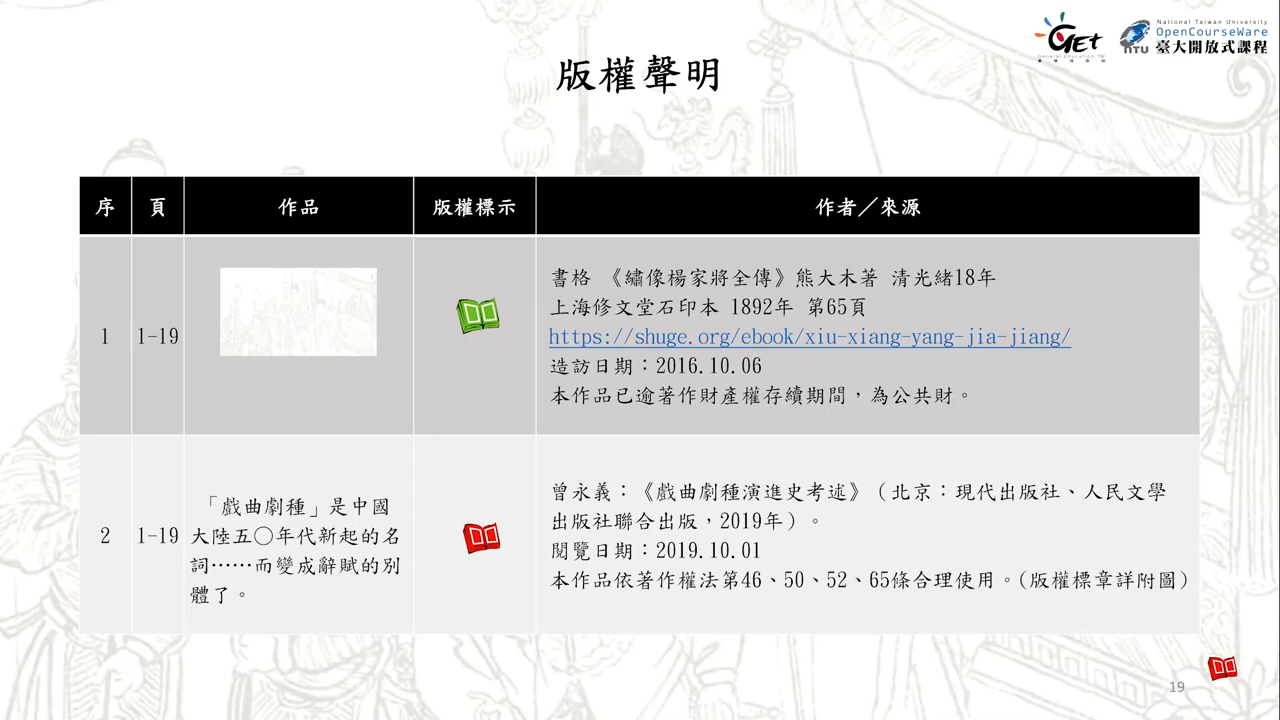 GET
General Education TW
National Taiwan University
OpenCourseWare
NTU 臺大開放式課程
版權聲明
序 頁 作品 版權標示 作者／來源
1 1-19
書格 《繡像楊家將全傳》熊大木著 清光緒18年
上海修文堂石印本 1892年 第65頁
https://shuge.org/ebook/xiu-xiang-yang-jia-jiang/
造訪日期：2016.10.06
本作品已逾著作財產權存續期間，為公共財。
2 1-19
「戲曲劇種」是中國
大陸五〇年代新起的名
詞……而變成辭賦的別
體了。
曾永義：《戲曲劇種演進史考述》（北京：現代出版社、人民文學
出版社聯合出版，2019年）。
閱覽日期：2019.10.01
本作品依著作權法第46、50、52、65條合理使用。（版權標章詳附圖）
19